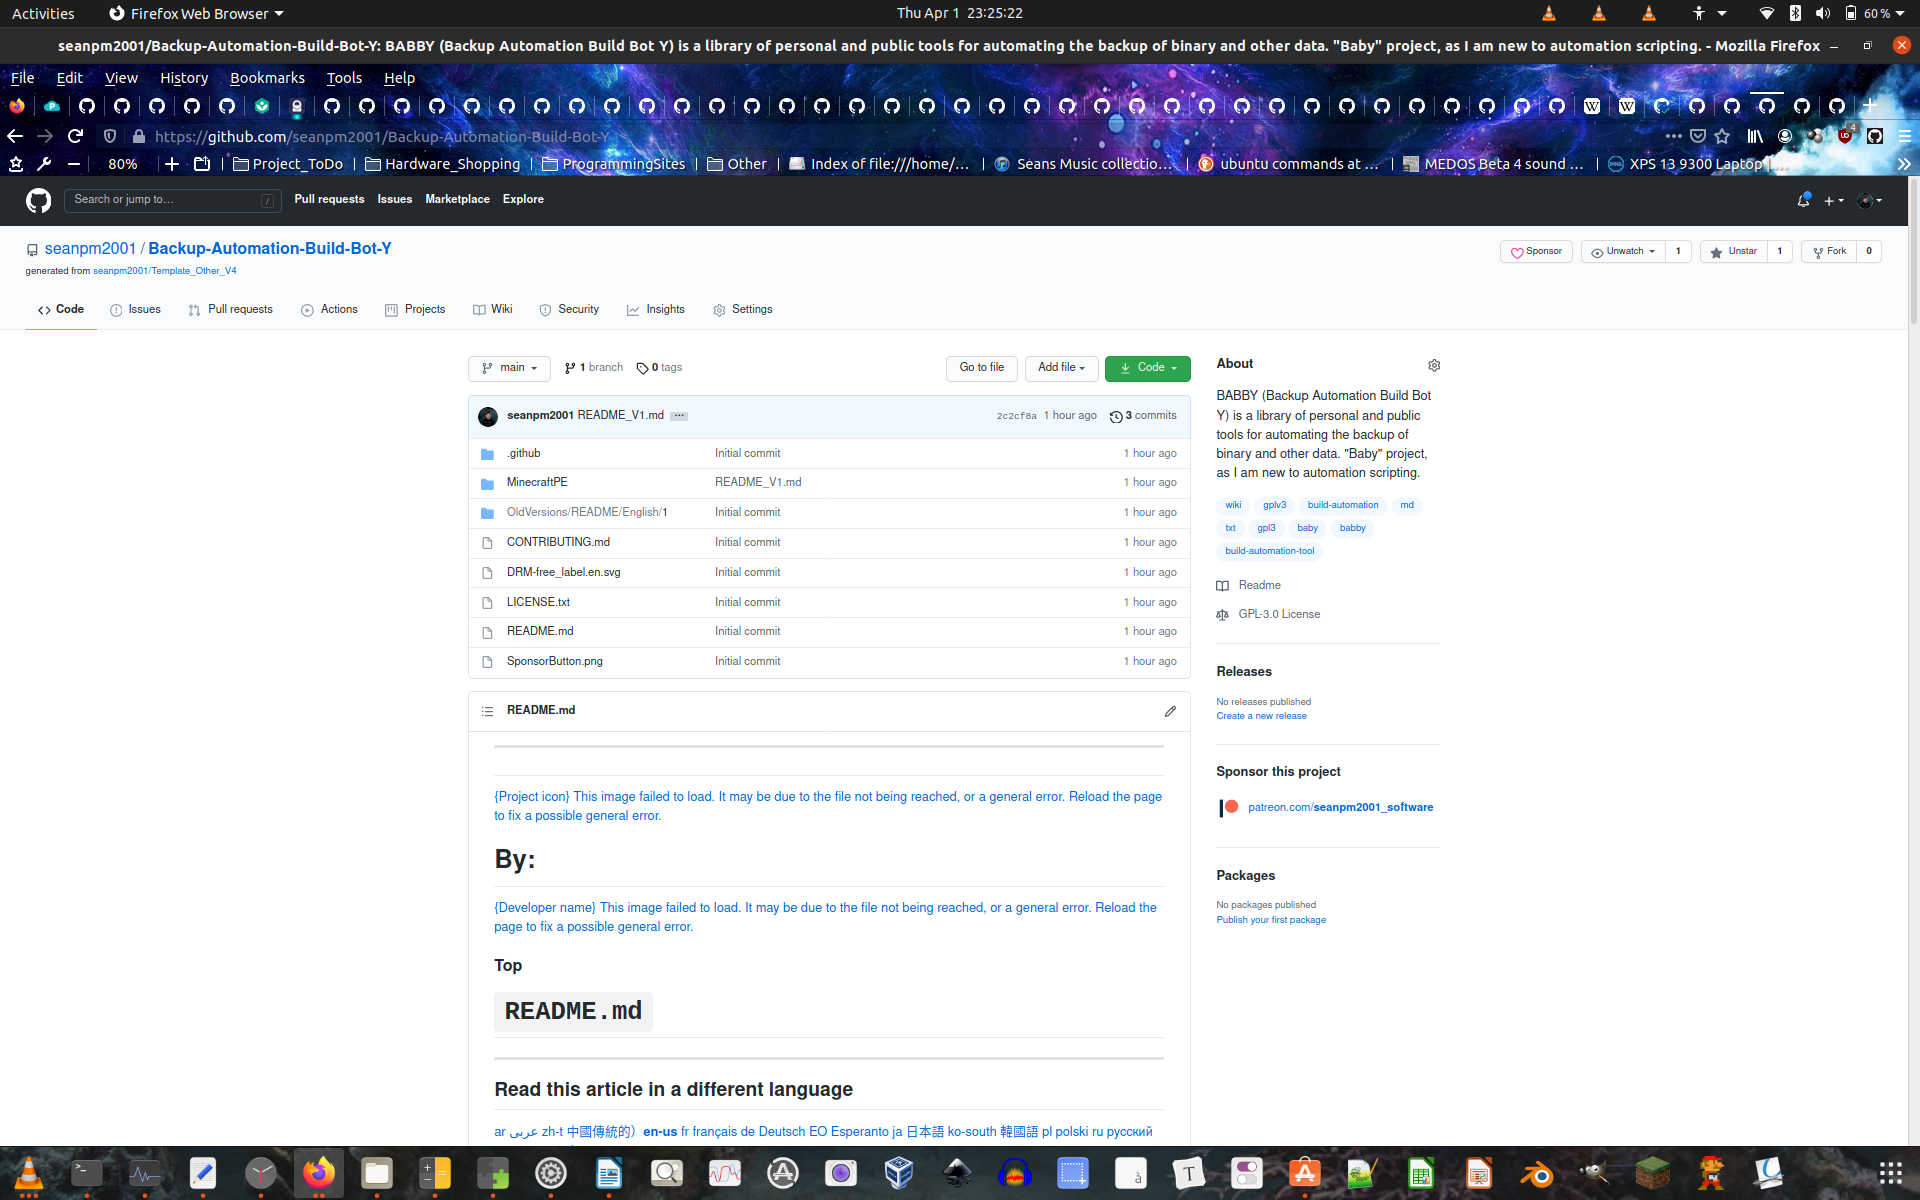 Activities Firefox Web Browser Thu Apr 1 23:25:22 60 %
seanpm2001/Backup-Automation-Build-Bot-Y: BABBY (Backup Automation Build Bot Y) is a library of personal and public tools for automating the backup of binary and other data. "Baby" project, as I am new to automation scripting. - Mozilla Firefox
File Edit View History Bookmarks Tools Help
https://github.com/seanpm2001/Backup-Automation-Build-Bot-Y
80% Project_ToDo Hardware_Shopping ProgrammingSites Other Index of file:///home/… Seans Music collectio… ubuntu commands at … MEDOS Beta 4 sound … XPS 13 9300 Laptop
Search or jump to… / Pull requests Issues Marketplace Explore
seanpm2001 / Backup-Automation-Build-Bot-Y
Sponsor Unwatch 1 Unstar 1 Fork 0
generated from seanpm2001/Template_Other_V4
Code Issues Pull requests Actions Projects Wiki Security Insights Settings
main 1 branch 0 tags Go to file Add file Code
seanpm2001 README_V1.md ... 2c2cf8a 1 hour ago 3 commits
.github Initial commit 1 hour ago
MinecraftPE README_V1.md 1 hour ago
OldVersions/README/English/1 Initial commit 1 hour ago
CONTRIBUTING.md Initial commit 1 hour ago
DRM-free_label.en.svg Initial commit 1 hour ago
LICENSE.txt Initial commit 1 hour ago
README.md Initial commit 1 hour ago
SponsorButton.png Initial commit 1 hour ago
README.md
{Project icon} This image failed to load. It may be due to the file not being reached, or a general error. Reload the page
to fix a possible general error.
By:
{Developer name} This image failed to load. It may be due to the file not being reached, or a general error. Reload the
page to fix a possible general error.
Top
README.md
Read this article in a different language
ar عربى zh-t 中國傳統的） en-us fr français de Deutsch EO Esperanto ja 日本語 ko-south 韓國語 pl polski ru русский
About
BABBY (Backup Automation Build Bot
Y) is a library of personal and public
tools for automating the backup of
binary and other data. "Baby" project,
as I am new to automation scripting.
wiki gplv3 build-automation md
txt gpl3 baby babby
build-automation-tool
Readme
GPL-3.0 License
Releases
No releases published
Create a new release
Sponsor this project
patreon.com/seanpm2001_software
Packages
No packages published
Publish your first package